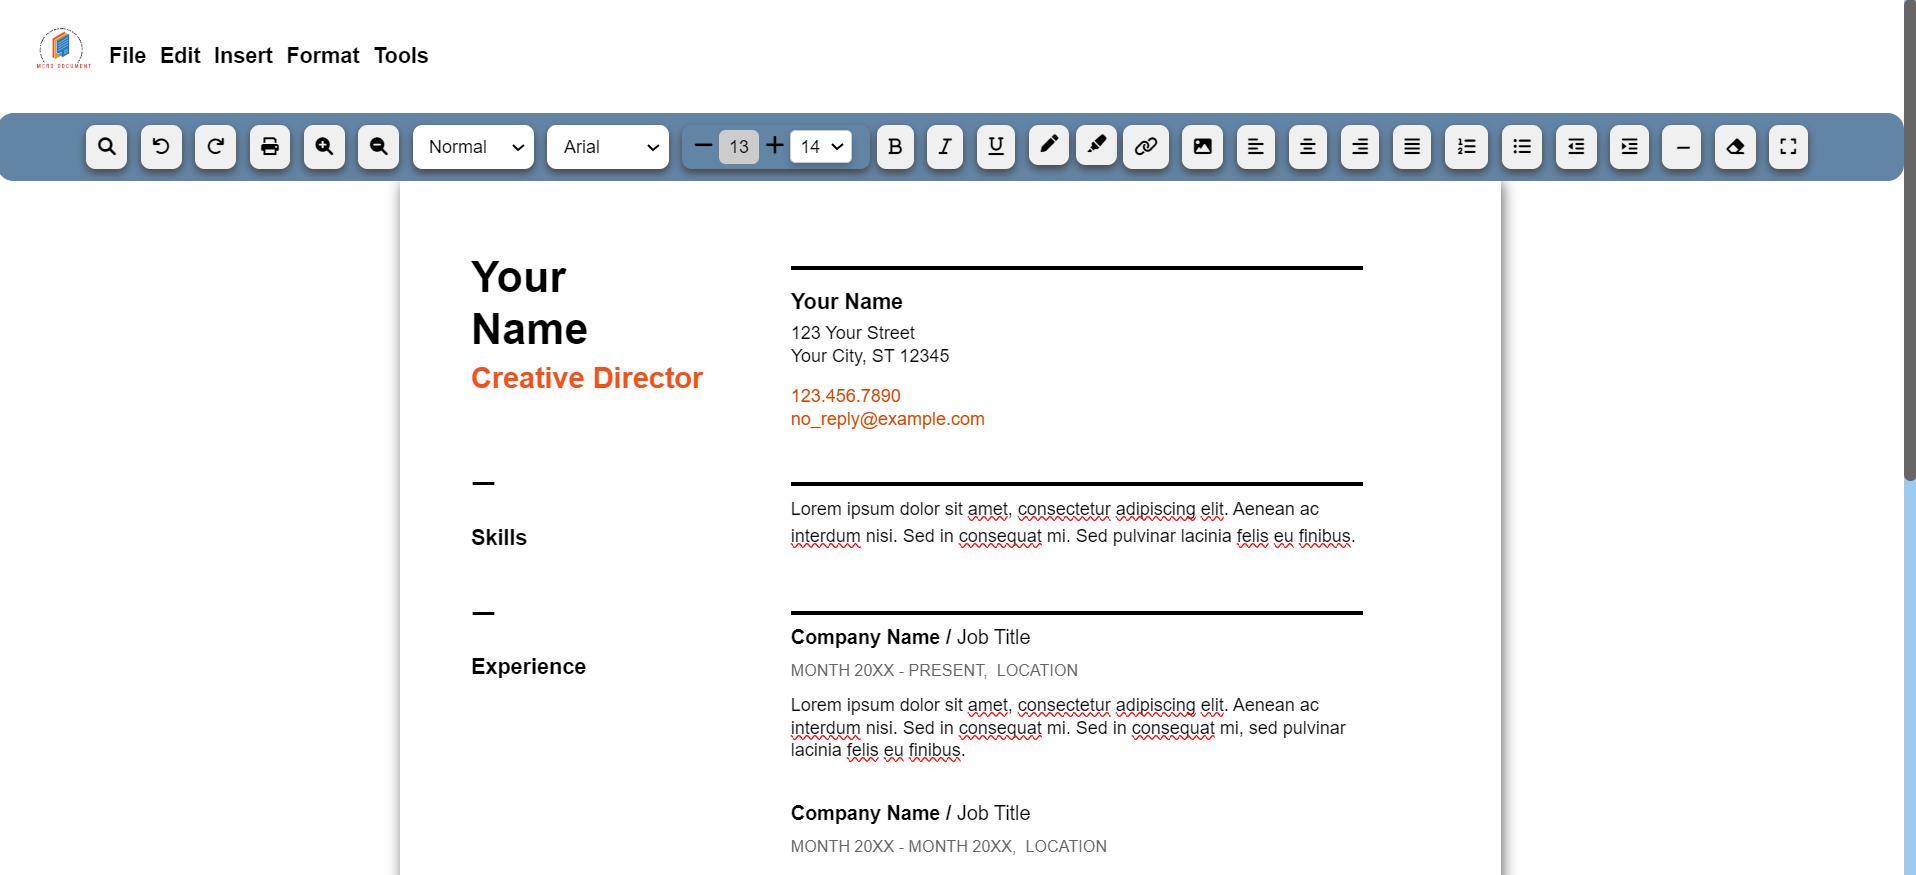 MERO DOCUMENT
File Edit Insert Format Tools
Normal Arial 13 14 B I U
Your
Name
Creative Director
Your Name
123 Your Street
Your City, ST 12345
123.456.7890
no_reply@example.com
Skills
Lorem ipsum dolor sit amet, consectetur adipiscing elit. Aenean ac
interdum nisi. Sed in consequat mi. Sed pulvinar lacinia felis eu finibus.
Experience
Company Name / Job Title
MONTH 20XX - PRESENT, LOCATION
Lorem ipsum dolor sit amet, consectetur adipiscing elit. Aenean ac
interdum nisi. Sed in consequat mi. Sed in consequat mi, sed pulvinar
lacinia felis eu finibus.
Company Name / Job Title
MONTH 20XX - MONTH 20XX, LOCATION